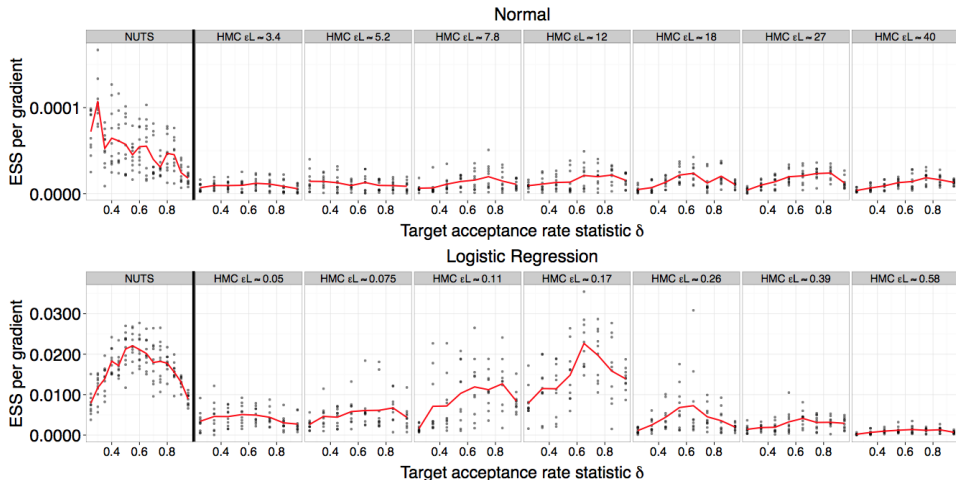 Normal
NUTS HMC εL ~ 3.4 HMC εL ~ 5.2 HMC εL ~ 7.8 HMC εL ~ 12 HMC εL ~ 18 HMC εL ~ 27 HMC εL ~ 40
ESS per gradient
0.0001
0.0000
0.4 0.6 0.8 0.4 0.6 0.8 0.4 0.6 0.8 0.4 0.6 0.8 0.4 0.6 0.8 0.4 0.6 0.8 0.4 0.6 0.8 0.4 0.6 0.8
Target acceptance rate statistic δ
Logistic Regression
NUTS HMC εL ~ 0.05 HMC εL ~ 0.075 HMC εL ~ 0.11 HMC εL ~ 0.17 HMC εL ~ 0.26 HMC εL ~ 0.39 HMC εL ~ 0.58
ESS per gradient
0.0300
0.0200
0.0100
0.0000
0.4 0.6 0.8 0.4 0.6 0.8 0.4 0.6 0.8 0.4 0.6 0.8 0.4 0.6 0.8 0.4 0.6 0.8 0.4 0.6 0.8 0.4 0.6 0.8
Target acceptance rate statistic δ